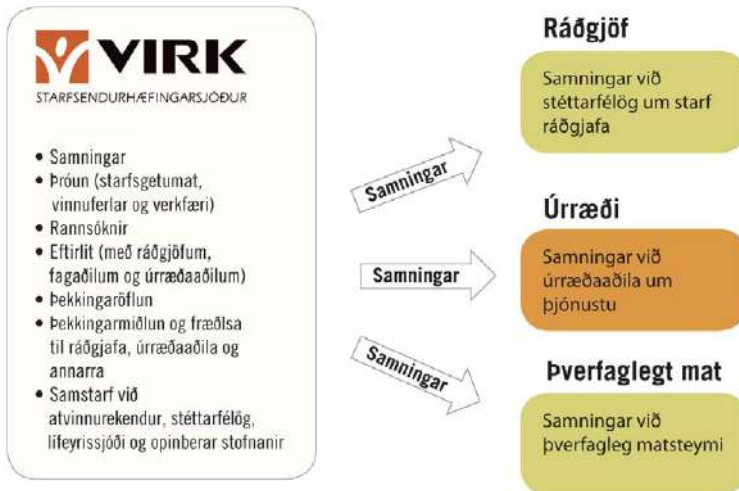 VIRK
STARFSENDURHÆFINGARSJÓÐUR
• Samningar
• Þróun (starfsgetumat,
vinnuferlar og verkfæri)
• Rannsóknir
• Eftirlit (með ráðgjöfum,
fagaðilum og úrræðaaðilum)
• Þekkingaröflun
• Þekkingarmiðlun og fræðlsa
til ráðgjafa, úrræðaaðila og
annarra
• Samstarf við
atvinnurekendur, stéttarfélög,
lífeyrissjóði og opinberar stofnanir
Samningar
Samningar
Samningar
Ráðgjöf
Samningar við
stéttarfélög um starf
ráðgjafa
Úrræði
Samningar við
úrræðaaðila um
þjónustu
Þverfaglegt mat
Samningar við
þverfagleg matsteymi